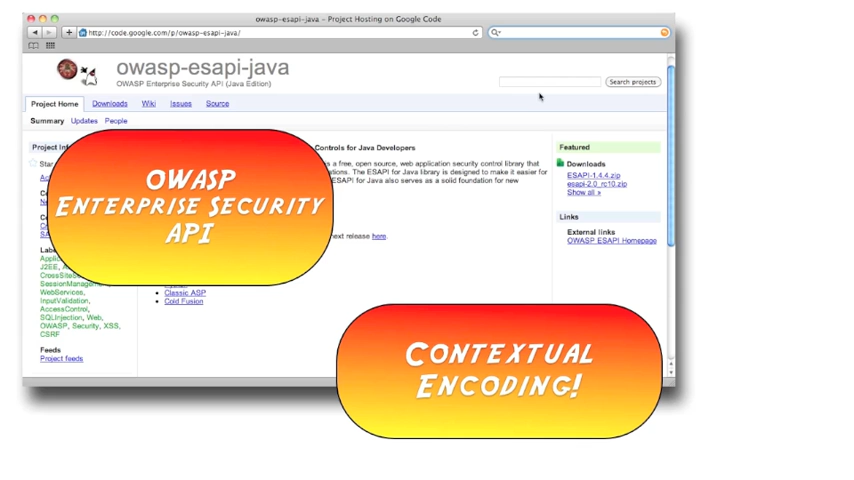 owasp-esapi-java – Project Hosting on Google Code
http://code.google.com/p/owasp-esapi-java/
owasp-esapi-java
OWASP Enterprise Security API (Java Edition)
Search projects
Project Home Downloads Wiki Issues Source
Summary Updates People
Project
Controls for Java Developers
Star
s a free, open source, web application security control library that
ations. The ESAPI for Java library is designed to make it easier for
ESAPI for Java also serves as a solid foundation for new
next release here.
Classic ASP
Cold Fusion
J2EE,
SessionManagem
WebServices,
InputValidation,
AccessControl,
SQLInjection, Web,
OWASP, Security, XSS,
CSRF
Feeds
Project feeds
Featured
Downloads
ESAPI-1.4.4.zip
esapi-2.0_rc10.zip
Show all »
Links
External links
OWASP ESAPI Homepage
OWASP
Enterprise Security
API
Contextual
Encoding!